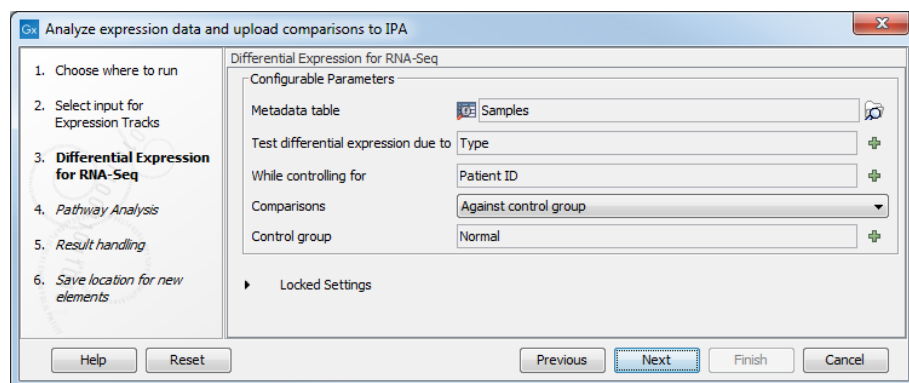 Gx Analyze expression data and upload comparisons to IPA
1. Choose where to run
2. Select input for
Expression Tracks
3. Differential Expression
for RNA-Seq
4. Pathway Analysis
5. Result handling
6. Save location for new
elements
Differential Expression for RNA-Seq
Configurable Parameters
Metadata table Samples
Test differential expression due to Type
While controlling for Patient ID
Comparisons Against control group
Control group Normal
Locked Settings
Help Reset Previous Next Finish Cancel